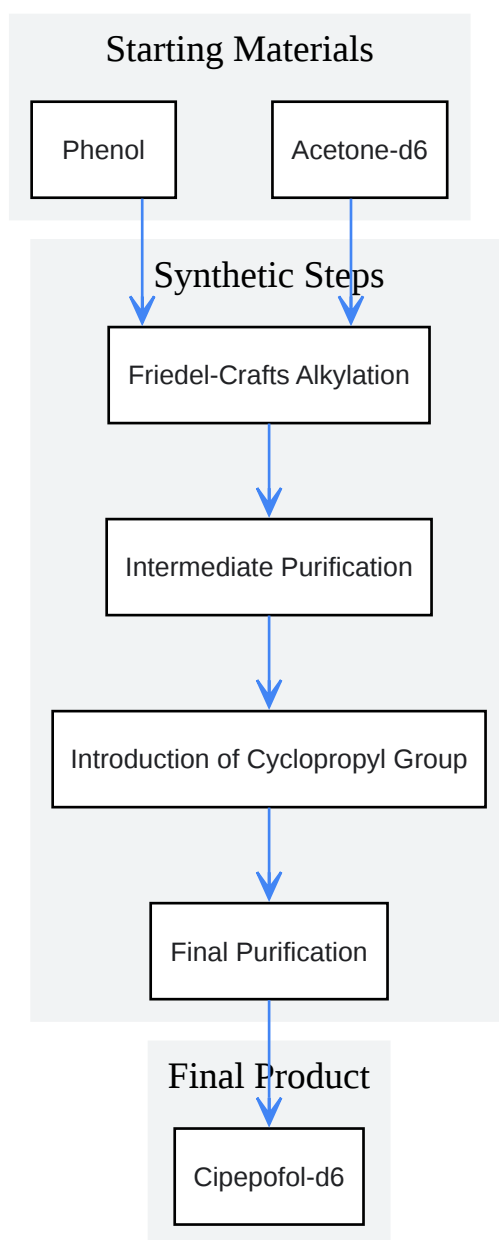 Starting Materials
Phenol
Acetone-d6
Synthetic Steps
Friedel-Crafts Alkylation
Intermediate Purification
Introduction of Cyclopropyl Group
Final Purification
Final Product
Cipepofol-d6